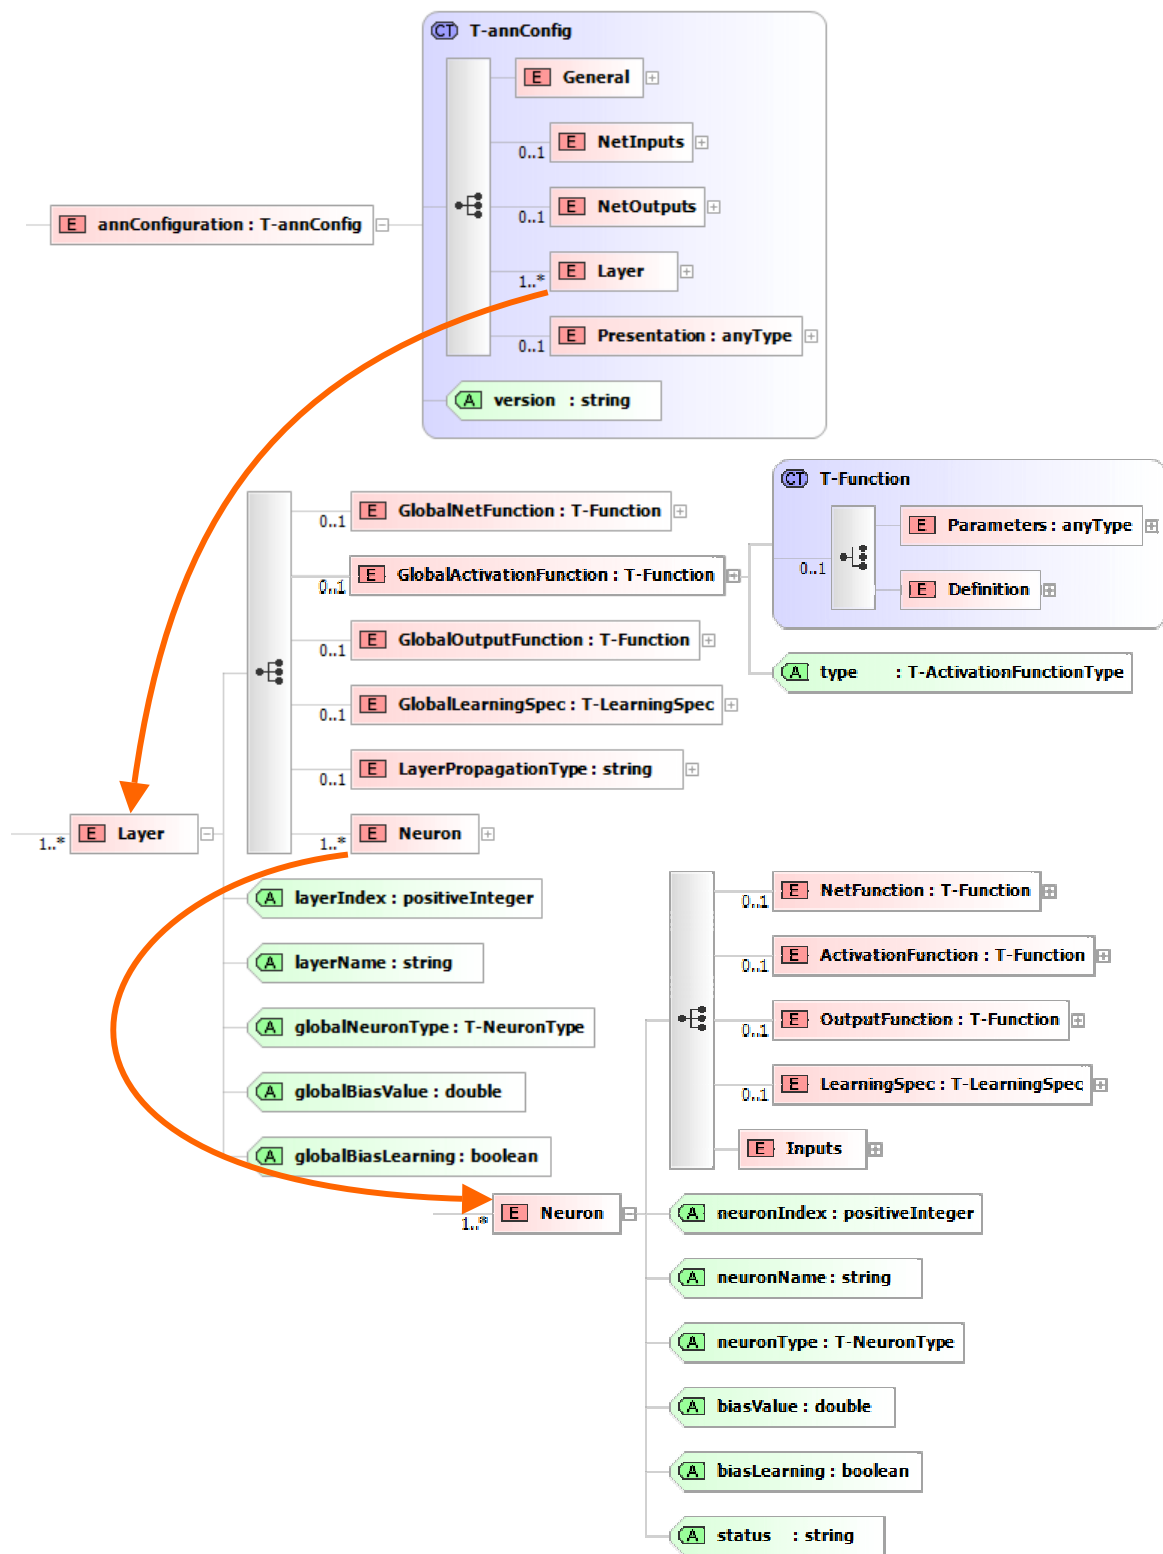 CT T-annConfig
E General
E NetInputs
0..1
E NetOutputs
0..1
E annConfiguration : T-annConfig
E Layer
1..*
E Presentation : anyType
0..1
A version : string
CT T-Function
E GlobalNetFunction : T-Function
0..1
E Parameters : anyType
E GlobalActivationFunction : T-Function
0..1
0..1
E Definition
E GlobalOutputFunction : T-Function
0..1
A type : T-ActivationFunctionType
E GlobalLearningSpec : T-LearningSpec
0..1
E LayerPropagationType : string
0..1
E Layer
1..*
E Neuron
1..*
A layerIndex : positiveInteger
A layerName : string
A globalNeuronType : T-NeuronType
A globalBiasValue : double
A globalBiasLearning : boolean
E NetFunction : T-Function
0..1
E ActivationFunction : T-Function
0..1
E OutputFunction : T-Function
0..1
E LearningSpec : T-LearningSpec
0..1
E Inputs
E Neuron
1..*
A neuronIndex : positiveInteger
A neuronName : string
A neuronType : T-NeuronType
A biasValue : double
A biasLearning : boolean
A status : string